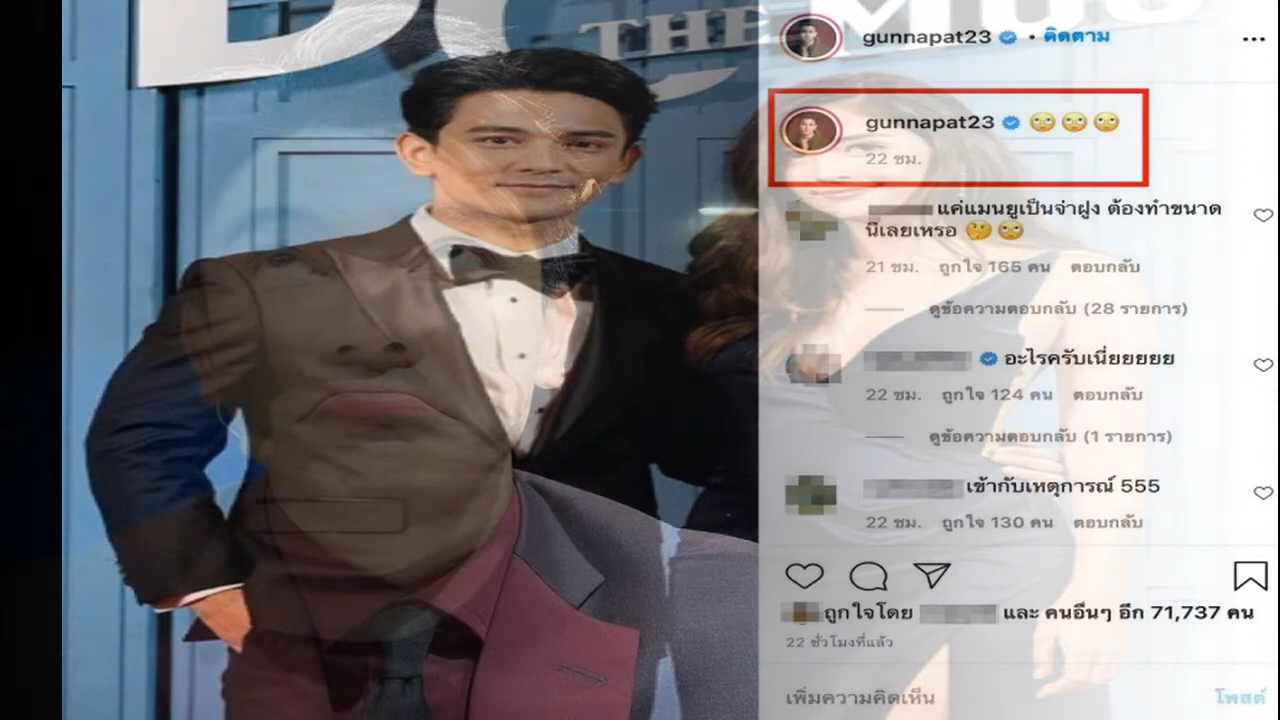 THE
gunnapat23 • ติดตาม
gunnapat23 🙄🙄🙄
22 ชม.
แค่แมนยูเป็นจ่าฝูง ต้องทำขนาด
นี้เลยเหรอ 🤔🙄
21 ชม. ถูกใจ 165 คน ตอบกลับ
ดูข้อความตอบกลับ (28 รายการ)
อะไรครับเนี่ยยยยยย
22 ชม. ถูกใจ 124 คน ตอบกลับ
ดูข้อความตอบกลับ (1 รายการ)
เข้ากับเหตุการณ์ 555
22 ชม. ถูกใจ 130 คน ตอบกลับ
ถูกใจโดย และ คนอื่นๆ อีก 71,737 คน
22 ชั่วโมงที่แล้ว
เพิ่มความคิดเห็น โพสต์